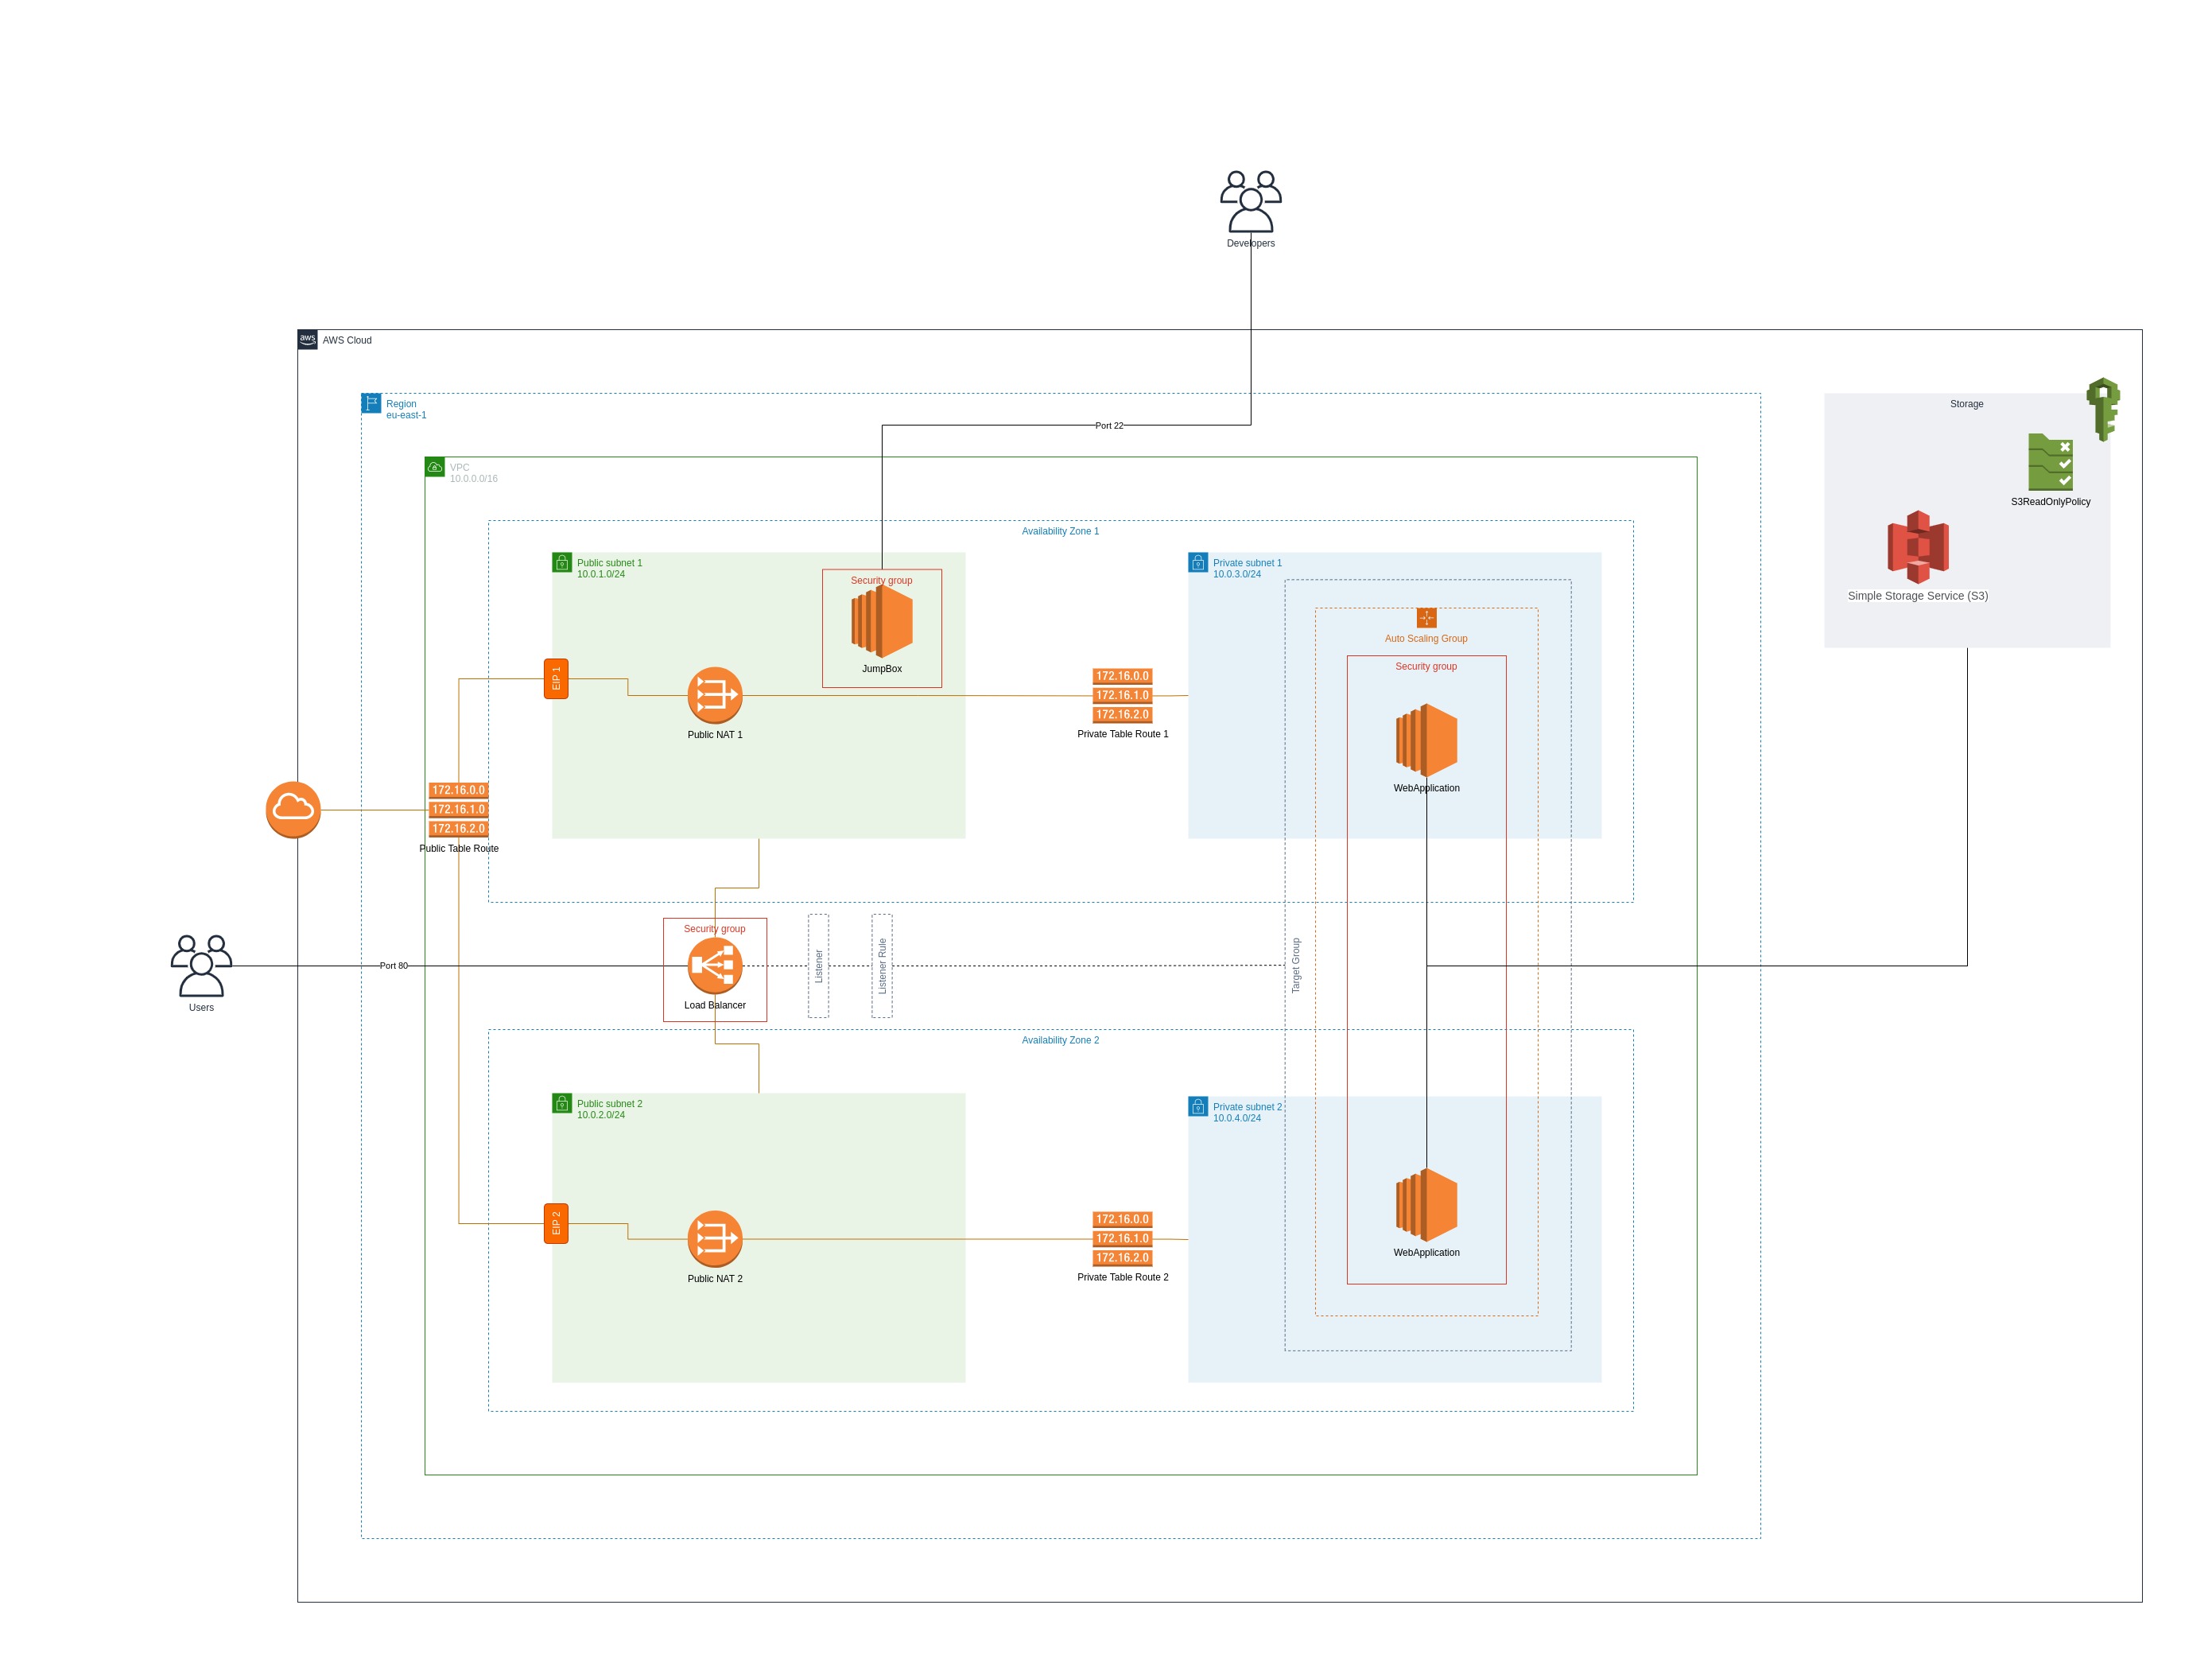 Developers
aws
AWS Cloud
Region
eu-east-1
Storage
Port 22
VPC
10.0.0.0/16
S3ReadOnlyPolicy
Availability Zone 1
Public subnet 1
10.0.1.0/24
Private subnet 1
10.0.3.0/24
Security group
JumpBox
Simple Storage Service (S3)
Auto Scaling Group
Security group
EIP 1
Public NAT 1
172.16.0.0
172.16.1.0
172.16.2.0
Private Table Route 1
WebApplication
172.16.0.0
172.16.1.0
172.16.2.0
Public Table Route
Security group
Load Balancer
Listener
Listener Rule
Target Group
Port 80
Users
Availability Zone 2
Public subnet 2
10.0.2.0/24
Private subnet 2
10.0.4.0/24
EIP 2
Public NAT 2
172.16.0.0
172.16.1.0
172.16.2.0
Private Table Route 2
WebApplication